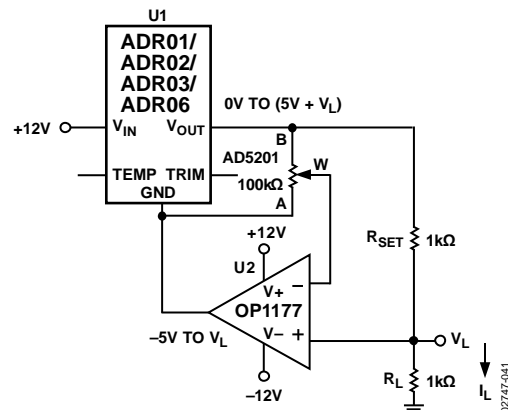 U1
ADR01/
ADR02/
ADR03/
ADR06
0V TO (5V + VL)
+12V
VIN
VOUT
B
TEMP
TRIM
GND
AD5201
100kΩ
W
A
RSET
1kΩ
+12V
U2
V+
−
OP1177
−5V TO VL
V−
+
VL
−12V
RL
1kΩ
IL
02747-041